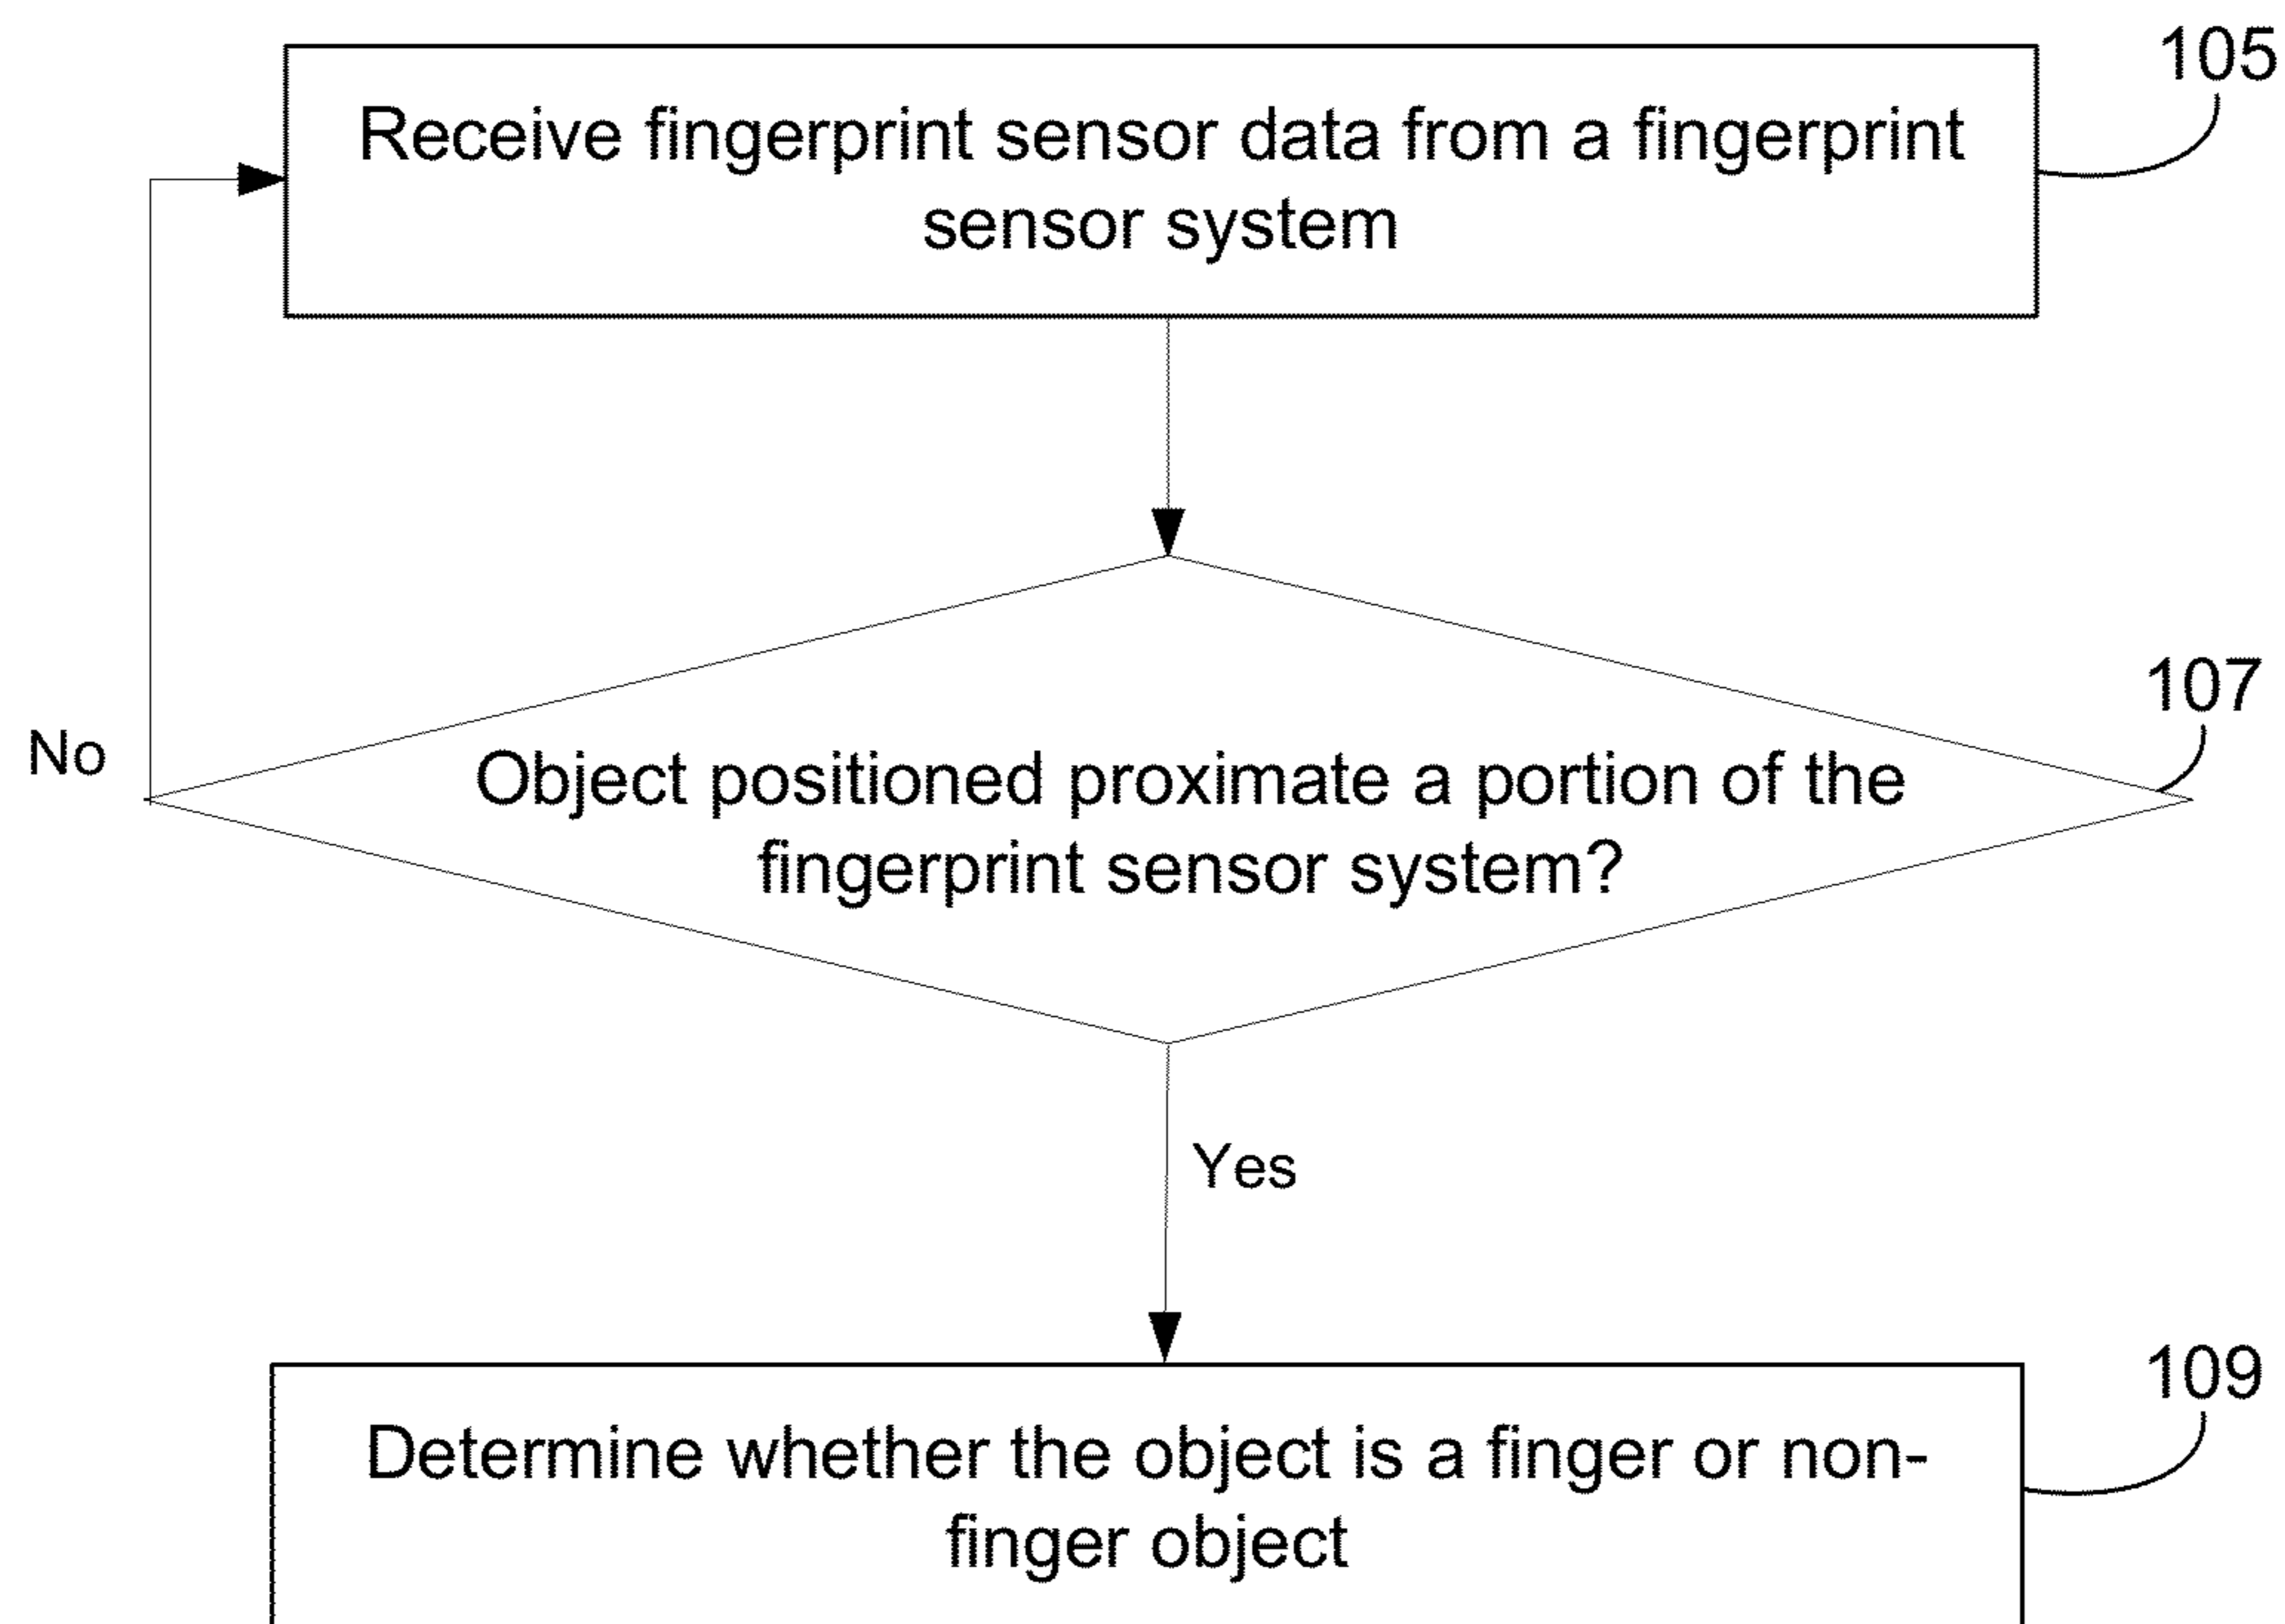 105
Receive fingerprint sensor data from a fingerprint
sensor system
107
No
Object positioned proximate a portion of the
fingerprint sensor system?
Yes
109
Determine whether the object is a finger or non-
finger object